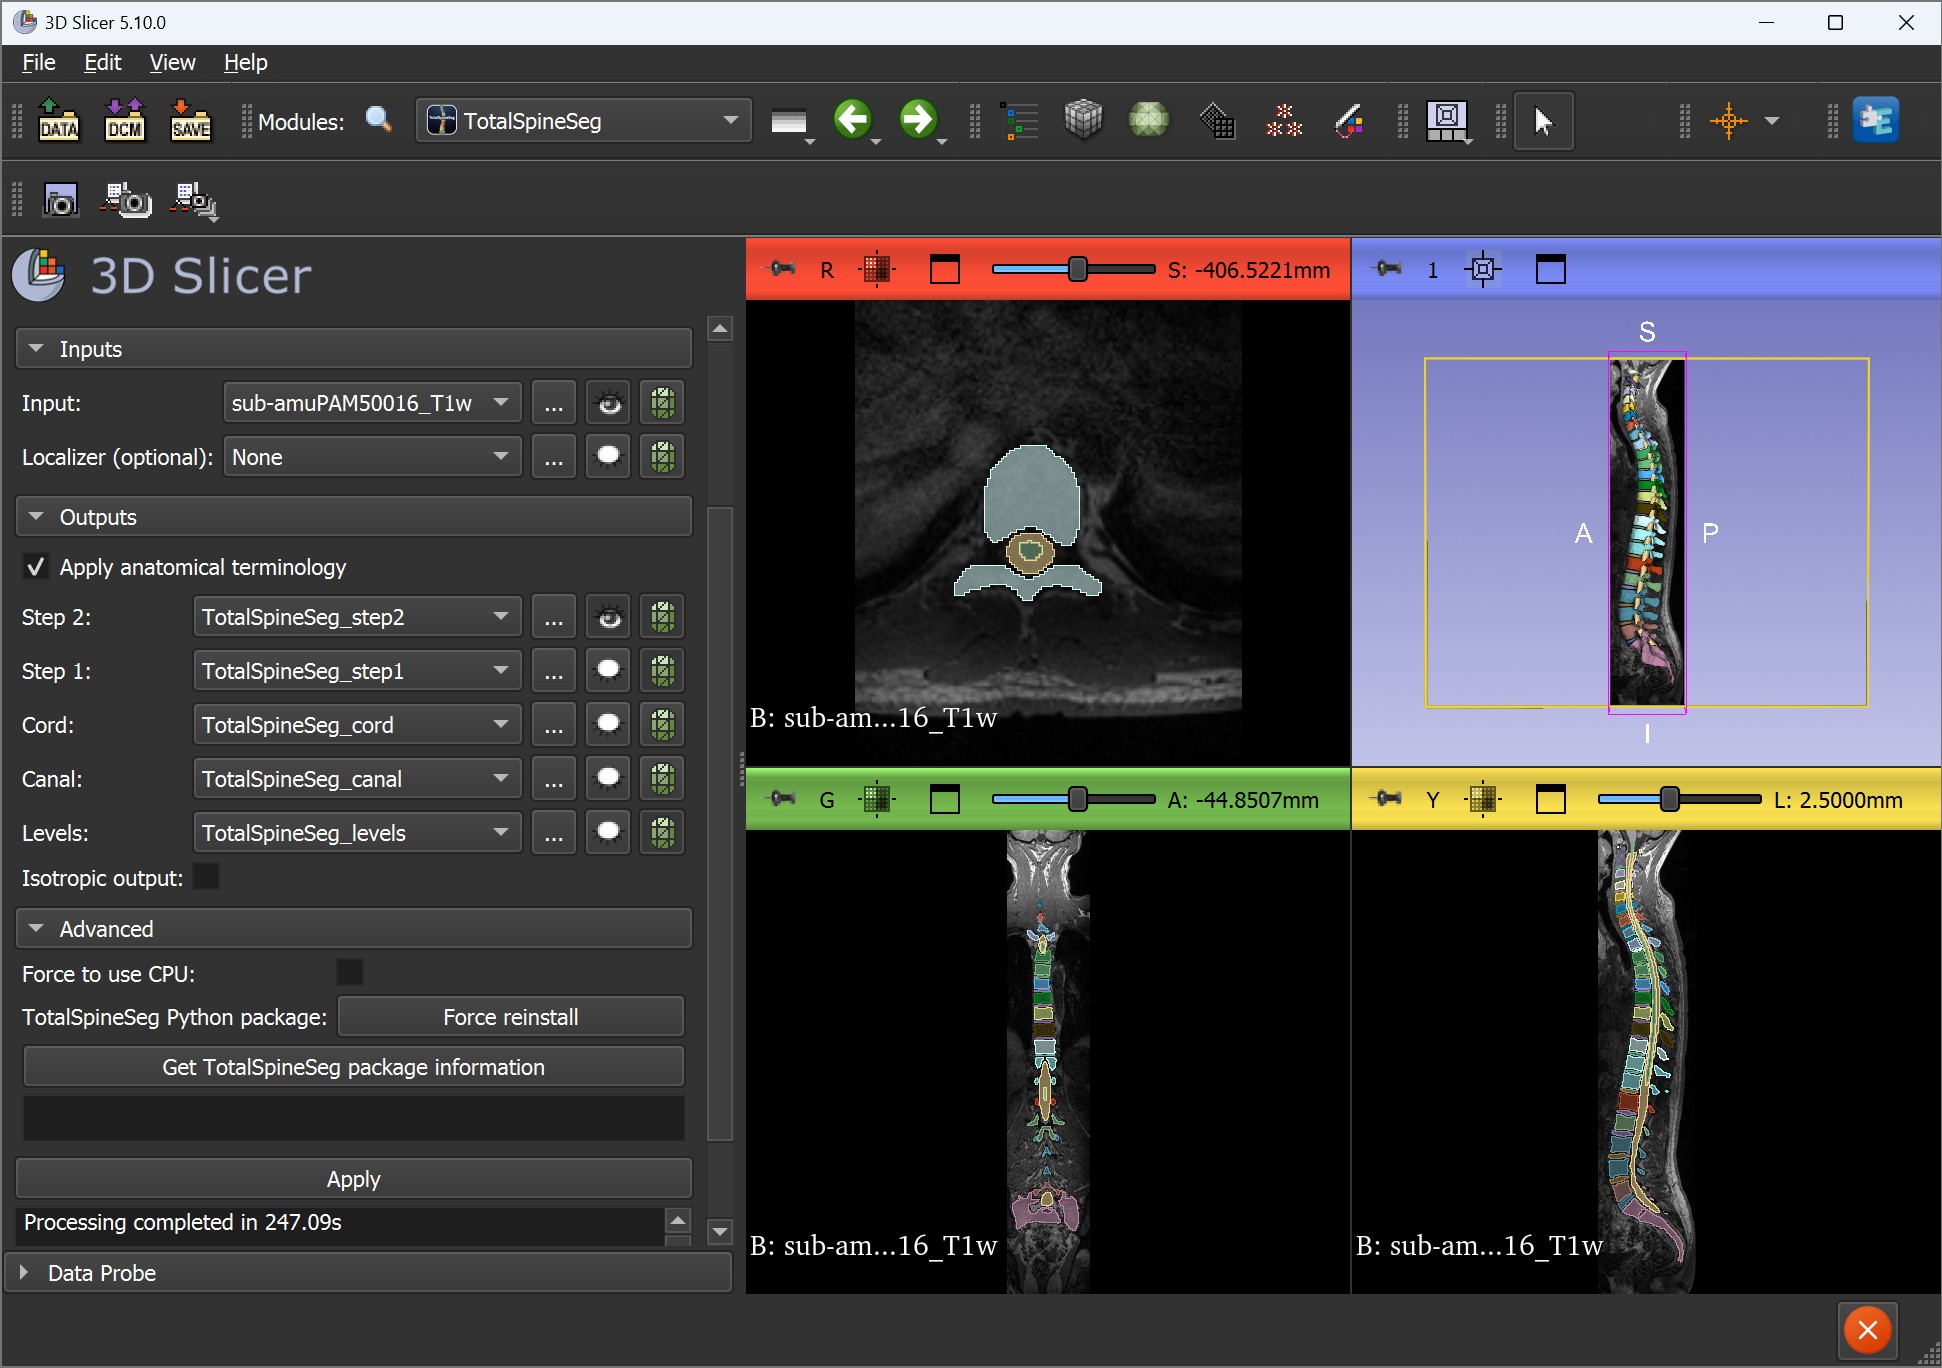 3D Slicer 5.10.0
File Edit View Help
DATA DCM SAVE Modules: TotalSpineSeg
3D Slicer
Inputs
Input: sub-amuPAM50016_T1w ...
Localizer (optional): None ...
Outputs
Apply anatomical terminology
Step 2: TotalSpineSeg_step2 ...
Step 1: TotalSpineSeg_step1 ...
Cord: TotalSpineSeg_cord ...
Canal: TotalSpineSeg_canal ...
Levels: TotalSpineSeg_levels ...
Isotropic output:
Advanced
Force to use CPU:
TotalSpineSeg Python package: Force reinstall
Get TotalSpineSeg package information
Apply
Processing completed in 247.09s
Data Probe
R S: -406.5221mm
B: sub-am...16_T1w
1
S
A P
I
G A: -44.8507mm
B: sub-am...16_T1w
Y L: 2.5000mm
B: sub-am...16_T1w